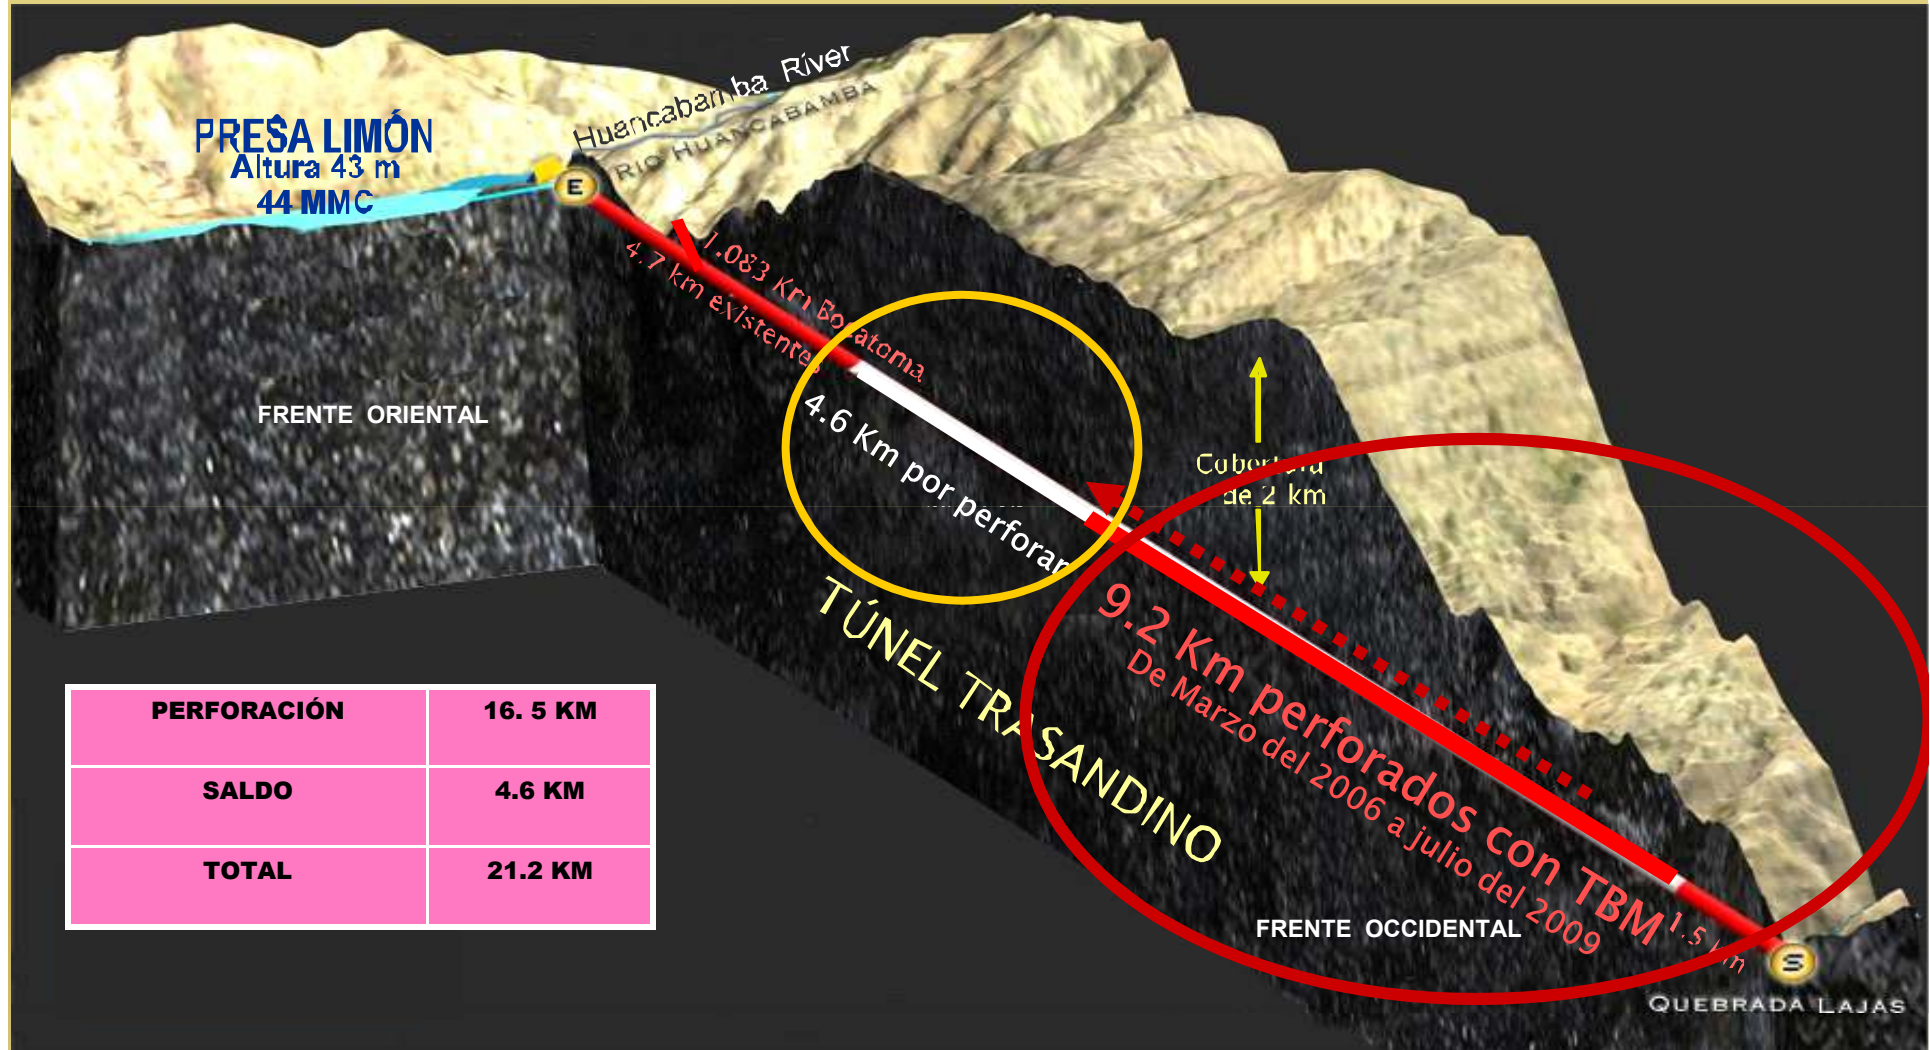 Huancabamba River
RIO HUANCABAMBA
PRESA LIMÓN
Altura 43 m
44 MMC
E
1.083 Km Bocatoma
4.7 km existentes
FRENTE ORIENTAL
4.6 Km por perforar
Cobertura
de 2 km
TÚNEL TRASANDINO
9.2 Km perforados con TBM
De Marzo del 2006 a julio del 2009
1.5 km
FRENTE OCCIDENTAL
S
QUEBRADA LAJAS
PERFORACIÓN 16. 5 KM
SALDO 4.6 KM
TOTAL 21.2 KM